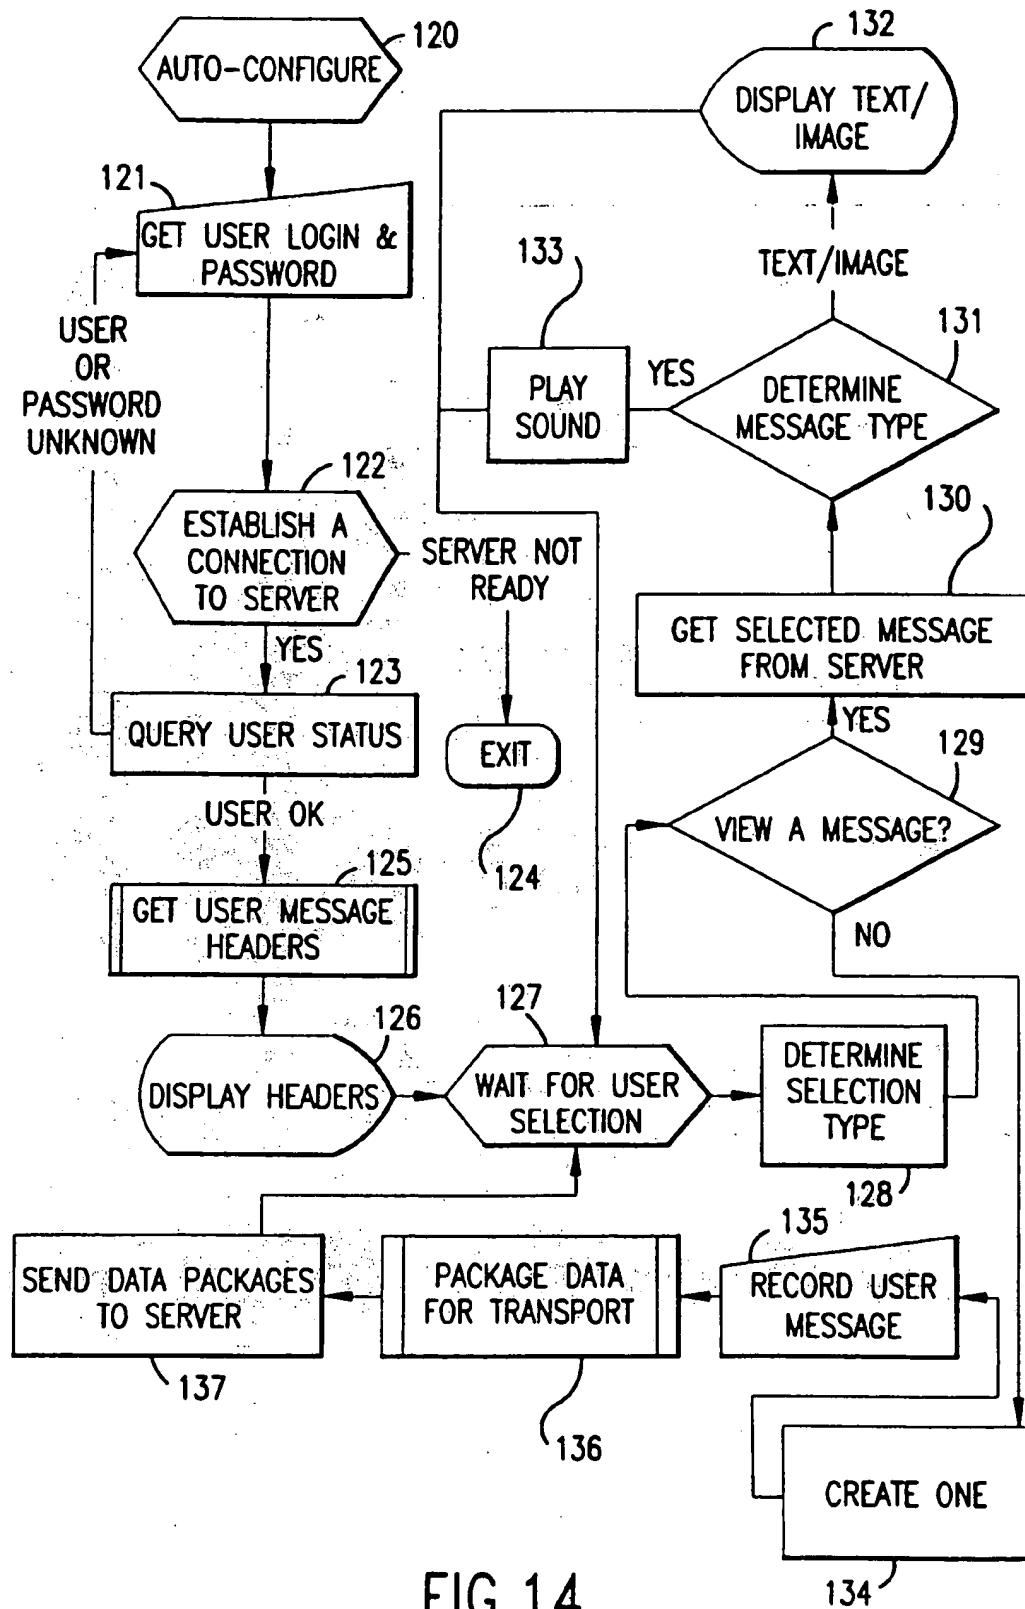 120
AUTO-CONFIGURE
121
GET USER LOGIN &
PASSWORD
USER
OR
PASSWORD
UNKNOWN
122
ESTABLISH A
CONNECTION
TO SERVER
SERVER NOT
READY
YES
123
QUERY USER STATUS
EXIT
124
USER OK
125
GET USER MESSAGE
HEADERS
126
DISPLAY HEADERS
127
WAIT FOR USER
SELECTION
DETERMINE
SELECTION
TYPE
128
VIEW A MESSAGE?
129
YES
NO
GET SELECTED MESSAGE
FROM SERVER
130
DETERMINE
MESSAGE TYPE
131
TEXT/IMAGE
YES
132
DISPLAY TEXT/
IMAGE
133
PLAY
SOUND
CREATE ONE
134
135
RECORD USER
MESSAGE
PACKAGE DATA
FOR TRANSPORT
136
SEND DATA PACKAGES
TO SERVER
137
FIG.14